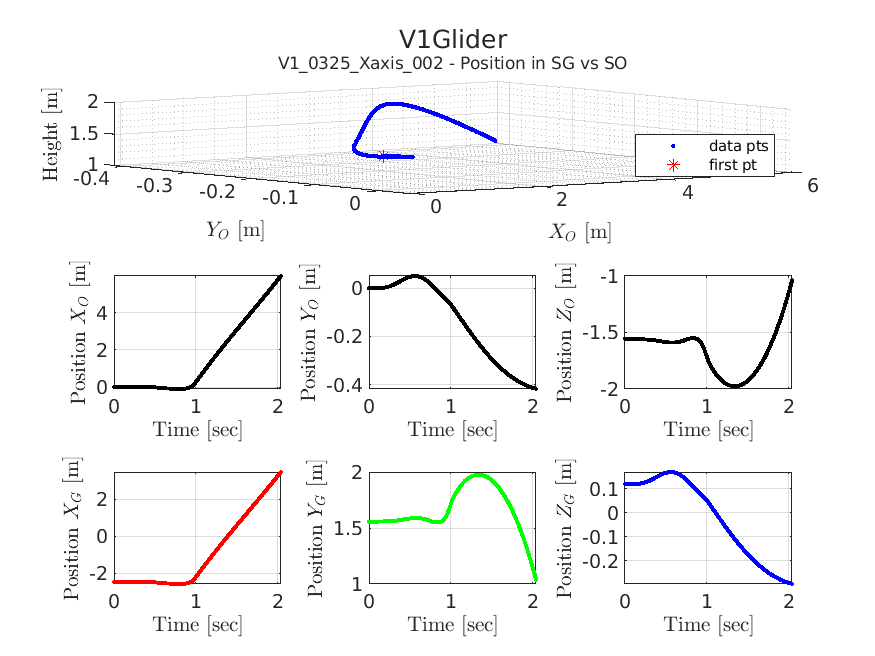 V1Glider
V1_0325_Xaxis_002 - Position in SG vs SO
Height [m]
2
1.5
1
-0.4
-0.3
-0.2
-0.1
0
Y_O [m]
0
2
4
6
X_O [m]
data pts
first pt
Position X_O [m]
4
2
0
0
1
2
Time [sec]
Position Y_O [m]
0
-0.2
-0.4
0
1
2
Time [sec]
Position Z_O [m]
-1
-1.5
-2
0
1
2
Time [sec]
Position X_G [m]
2
0
-2
0
1
2
Time [sec]
Position Y_G [m]
2
1.5
1
0
1
2
Time [sec]
Position Z_G [m]
0.1
0
-0.1
-0.2
0
1
2
Time [sec]